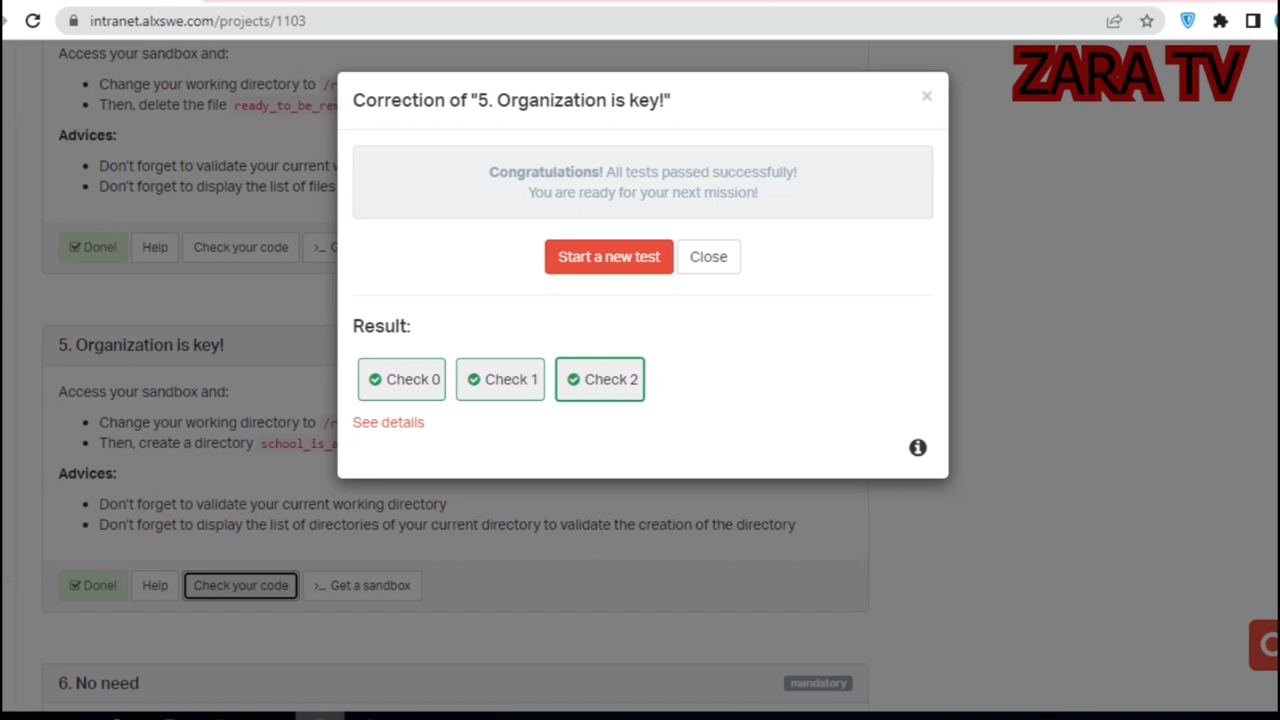 intranet.alxswe.com/projects/1103
ZARA TV
Access your sandbox and:
Change your working directory to
Then, delete the file
Advices:
Don't forget to validate your current
Don't forget to display the list of files
Done!
Help
Check your code
>_
Correction of "5. Organization is key!"
×
Congratulations! All tests passed successfully!
You are ready for your next mission!
Start a new test
Close
Result:
Check 0
Check 1
Check 2
See details
5. Organization is key!
Access your sandbox and:
Change your working directory to
Then, create a directory
Advices:
Don't forget to validate your current working directory
Don't forget to display the list of directories of your current directory to validate the creation of the directory
Done!
Help
Check your code
>_ Get a sandbox
6. No need
mandatory